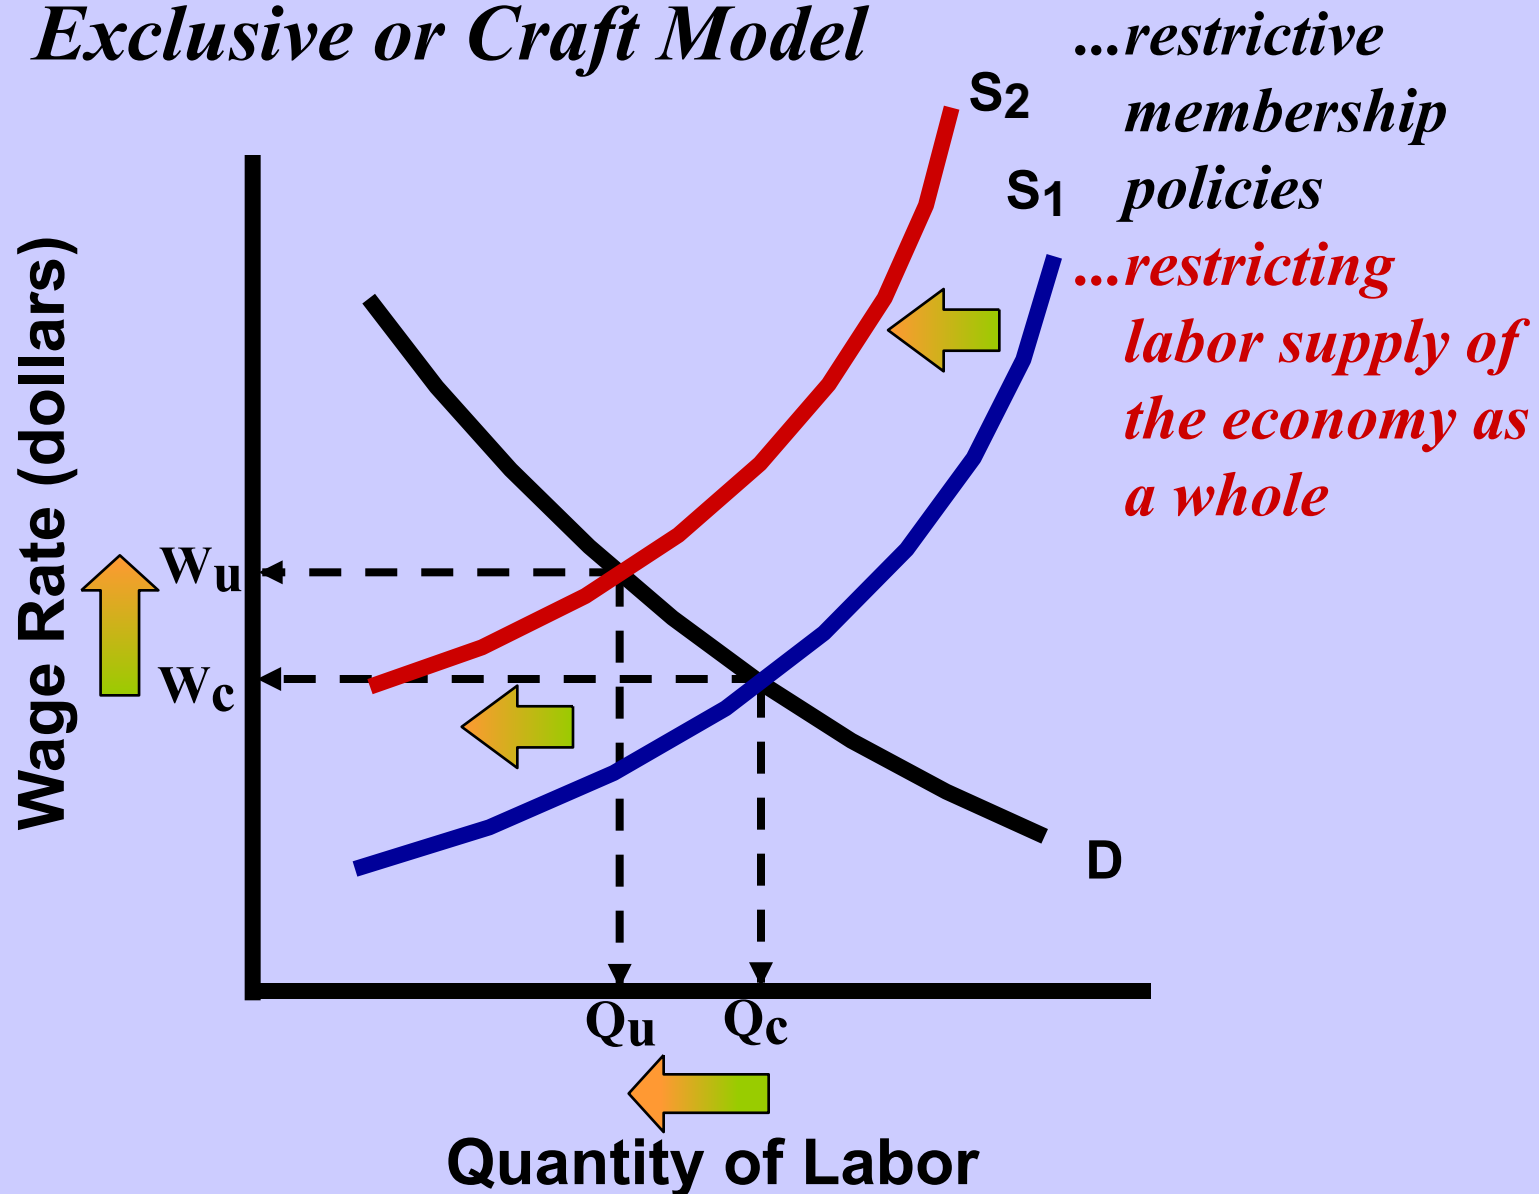 Exclusive or Craft Model
...restrictive
membership
policies
...restricting
labor supply of
the economy as
a whole
S2
S1
Wage Rate (dollars)
Wu
Wc
D
Qu
Qc
Quantity of Labor